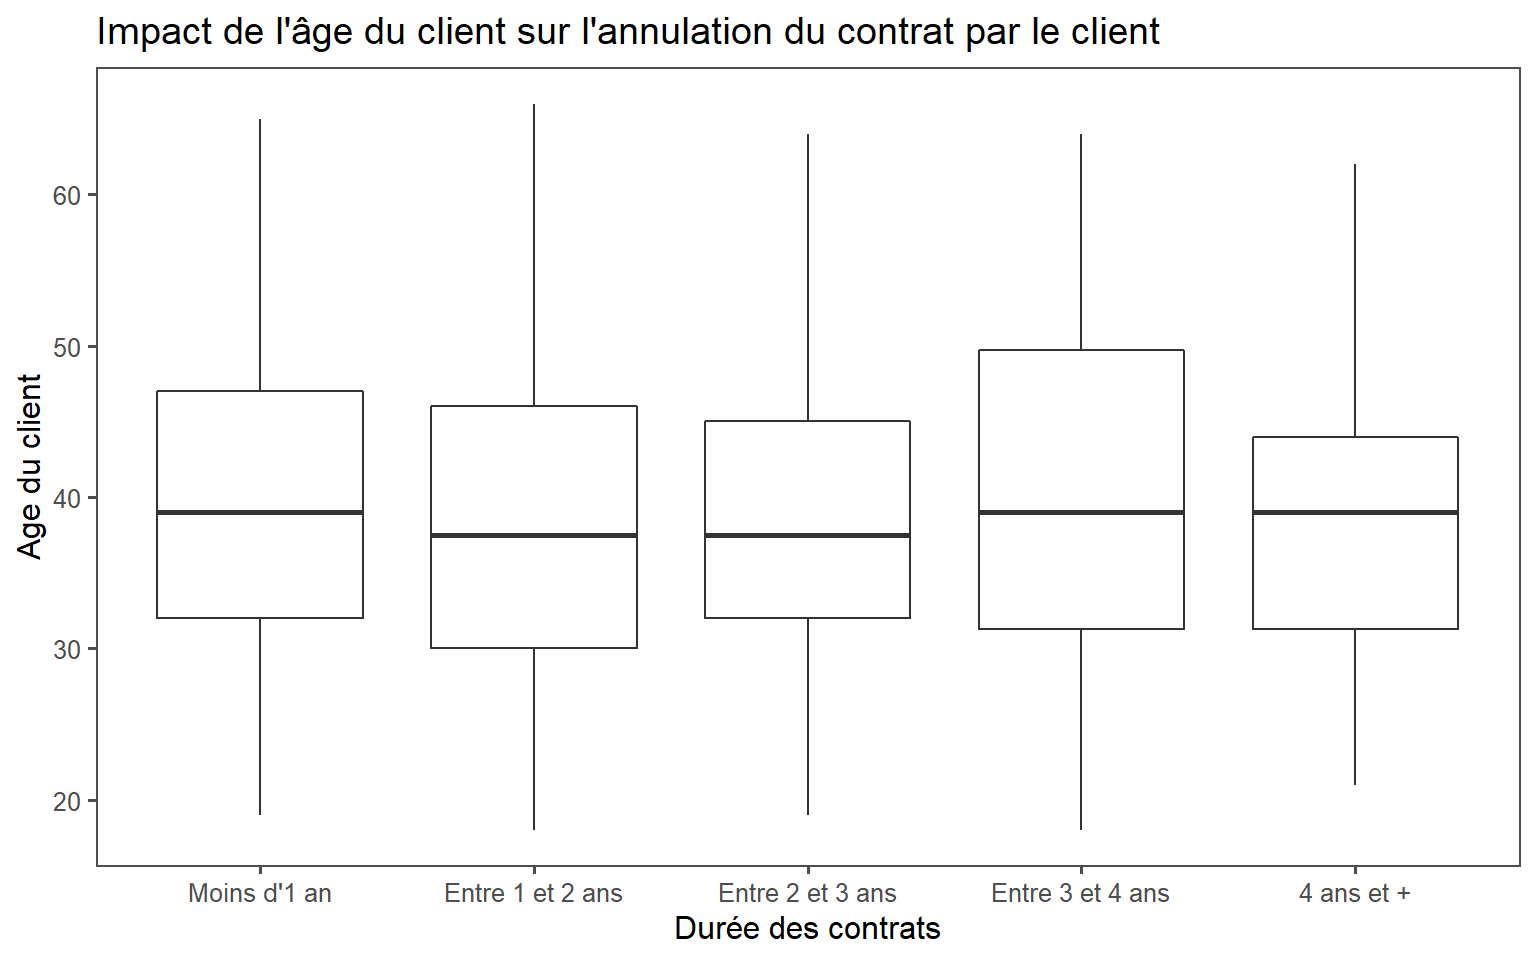 Impact de l'âge du client sur l'annulation du contrat par le client
Age du client
60
50
40
30
20
Moins d'1 an
Entre 1 et 2 ans
Entre 2 et 3 ans
Entre 3 et 4 ans
4 ans et +
Durée des contrats